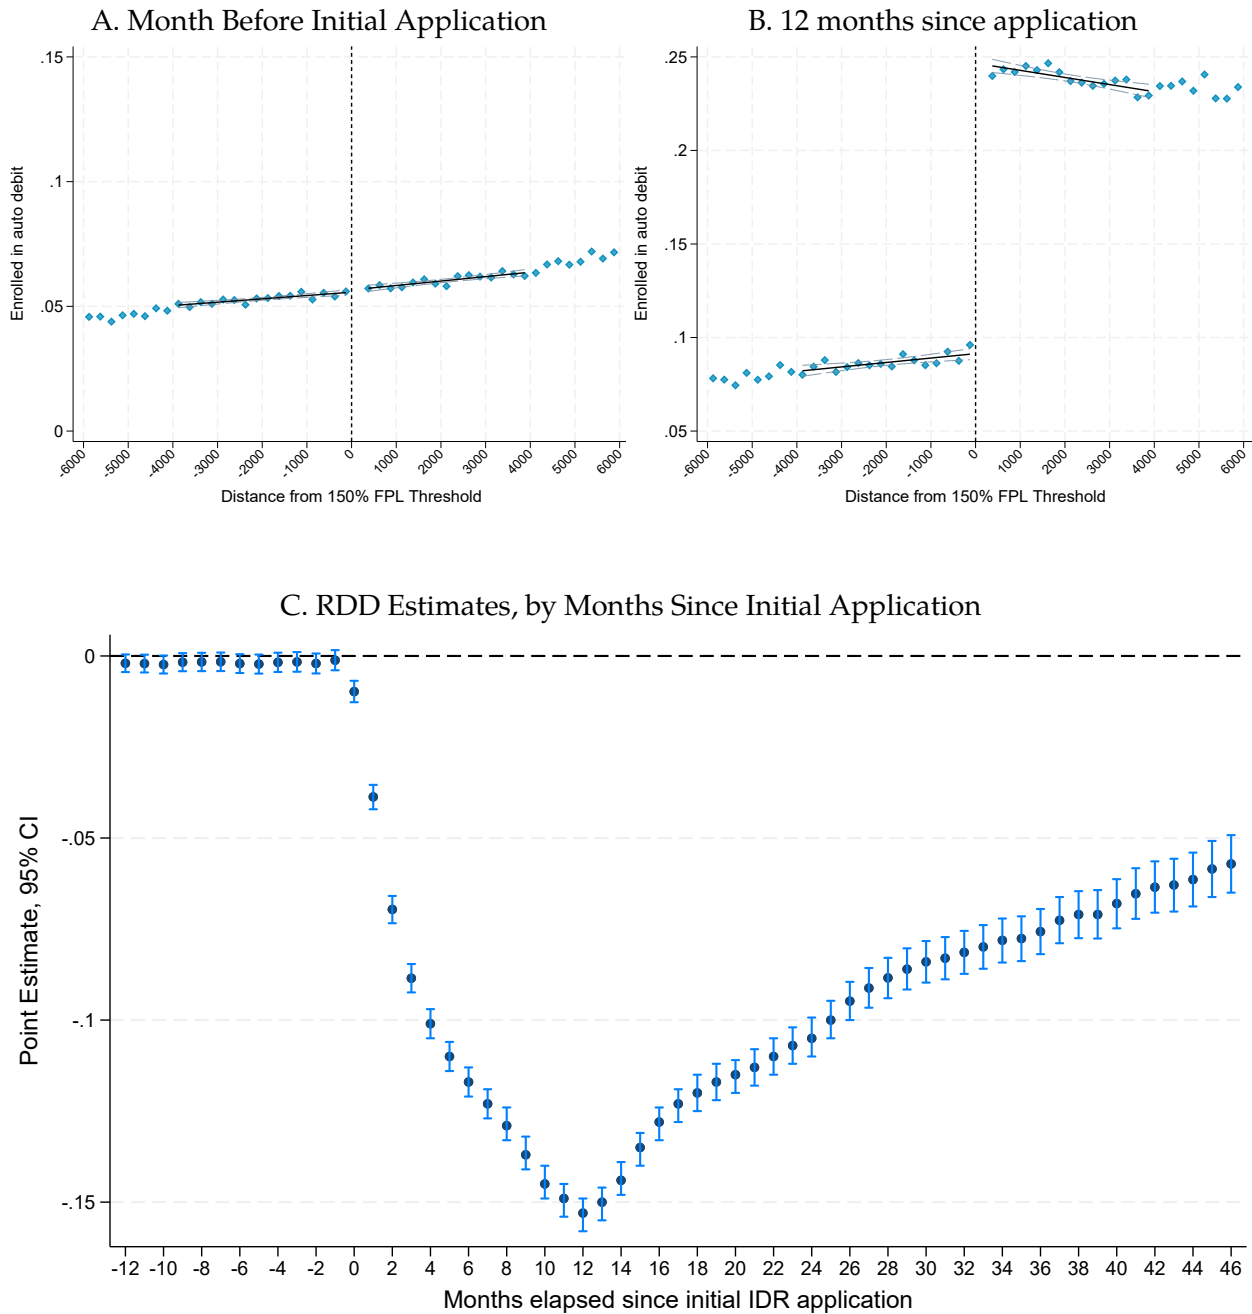 A. Month Before Initial Application
.15
.1
.05
0
Enrolled in auto debit
-6000 -5000 -4000 -3000 -2000 -1000 0 1000 2000 3000 4000 5000 6000
Distance from 150% FPL Threshold
B. 12 months since application
.25
.2
.15
.1
.05
Enrolled in auto debit
-6000 -5000 -4000 -3000 -2000 -1000 0 1000 2000 3000 4000 5000 6000
Distance from 150% FPL Threshold
C. RDD Estimates, by Months Since Initial Application
0
-.05
-.1
-.15
Point Estimate, 95% CI
-12 -10 -8 -6 -4 -2 0 2 4 6 8 10 12 14 16 18 20 22 24 26 28 30 32 34 36 38 40 42 44 46
Months elapsed since initial IDR application